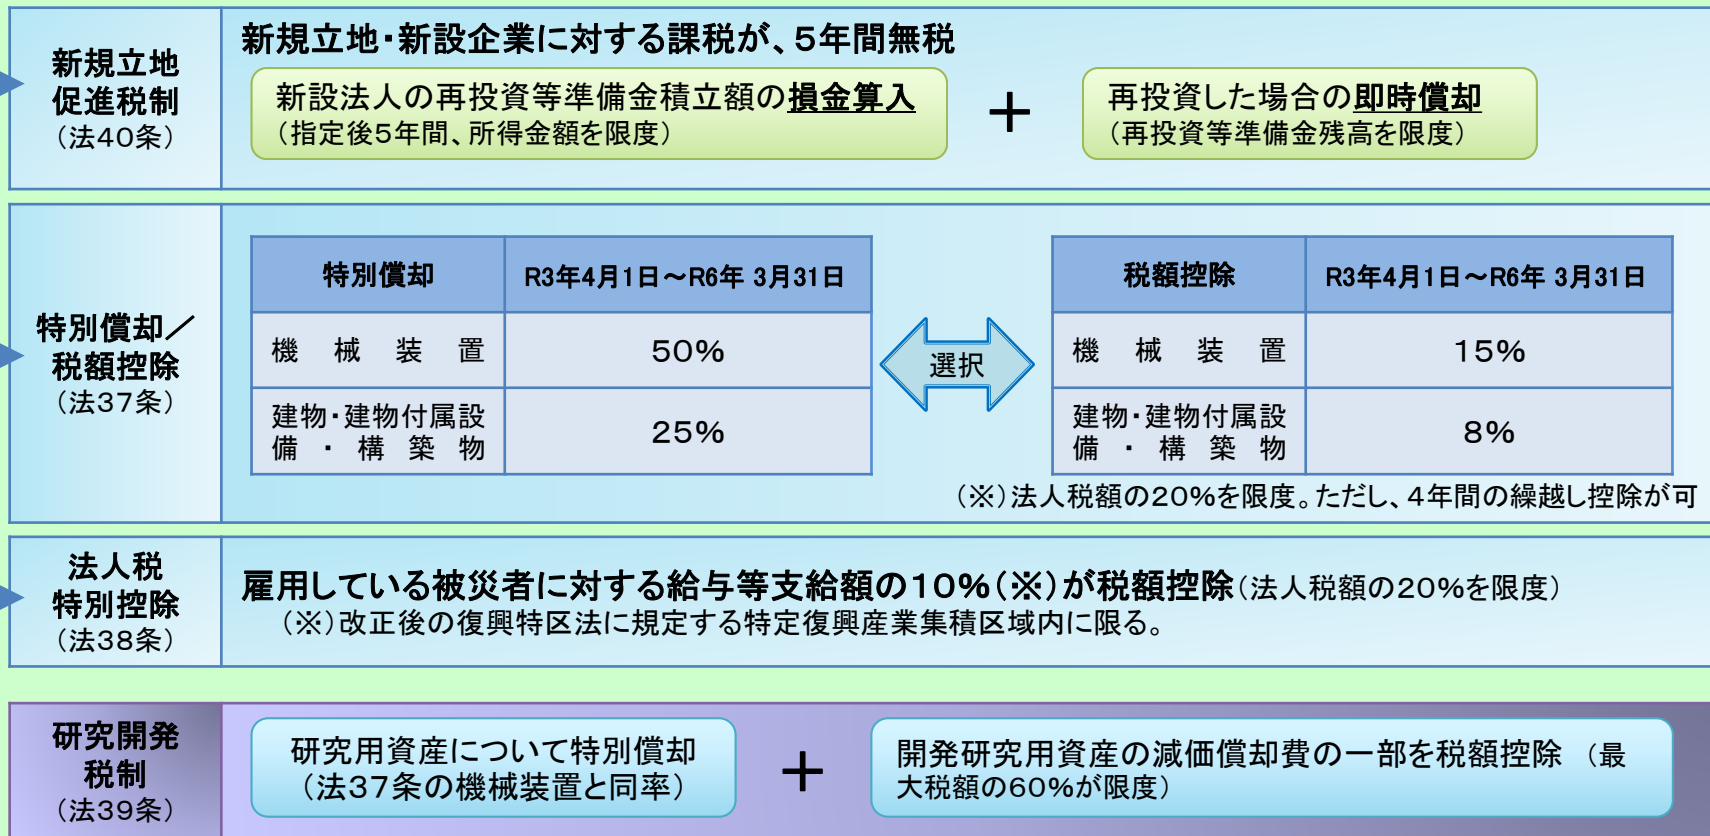 新規立地
促進税制
（法40条）
新規立地・新設企業に対する課税が、5年間無税
新設法人の再投資等準備金積立額の損金算入
（指定後5年間、所得金額を限度）
＋
再投資した場合の即時償却
（再投資等準備金残高を限度）
特別償却／
税額控除
（法37条）
特別償却 R3年4月1日～R6年 3月31日
機械装置 50%
建物・建物付属設
備・構築物 25%
選択
税額控除 R3年4月1日～R6年 3月31日
機械装置 15%
建物・建物付属設
備・構築物 8%
（※）法人税額の20%を限度。ただし、4年間の繰越し控除が可
法人税
特別控除
（法38条）
雇用している被災者に対する給与等支給額の10%（※）が税額控除（法人税額の20%を限度）
（※）改正後の復興特区法に規定する特定復興産業集積区域内に限る。
研究開発
税制
（法39条）
研究用資産について特別償却
（法37条の機械装置と同率）
＋
開発研究用資産の減価償却費の一部を税額控除 （最
大税額の60%が限度）